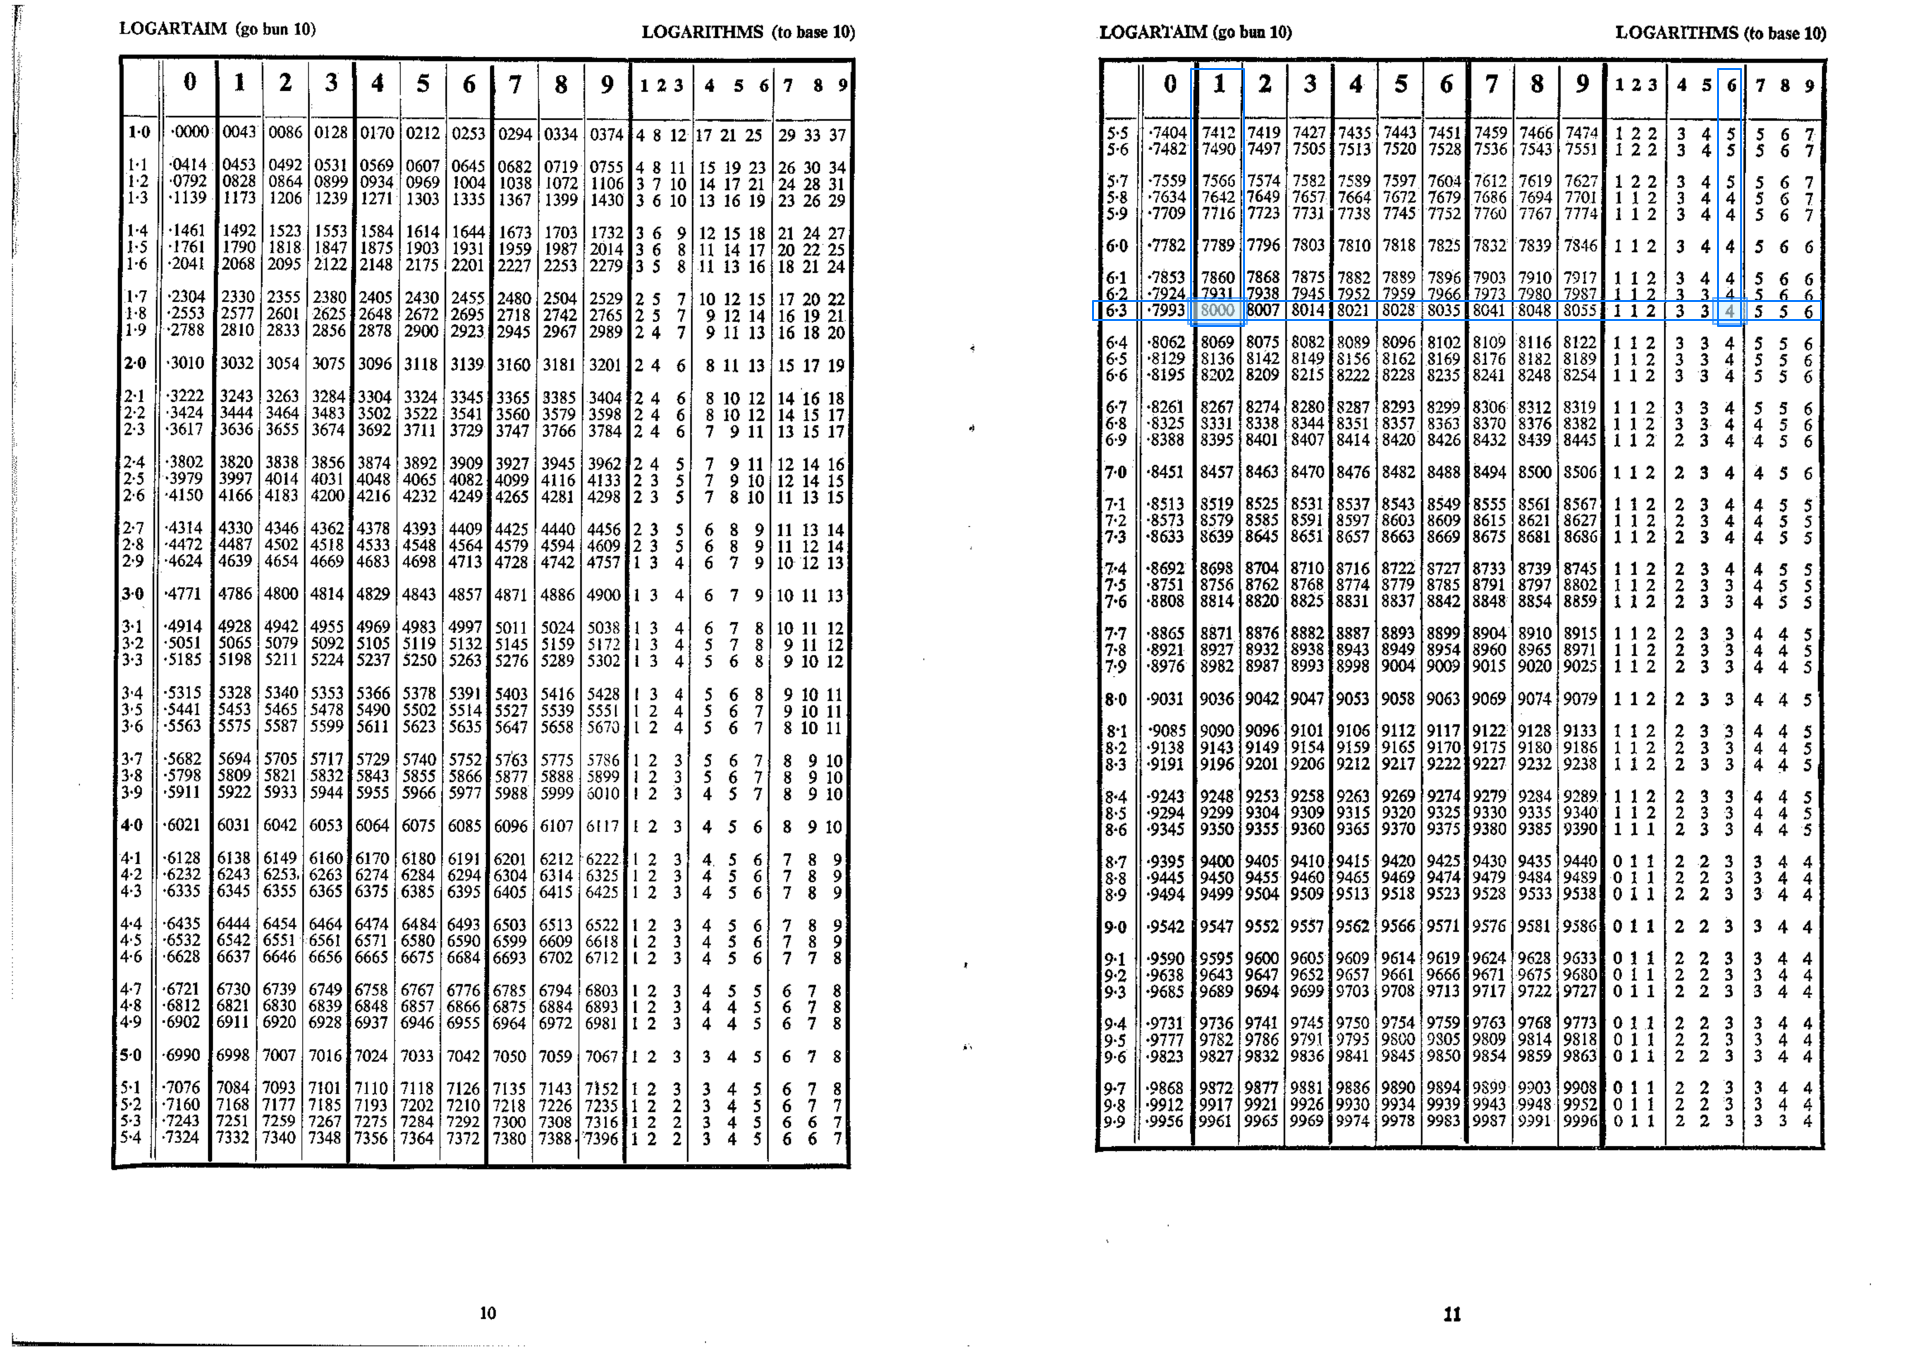 LOGARTAIM (go bun 10) LOGARITHMS (to base 10)
0 1 2 3 4 5 6 7 8 9 1 2 3 4 5 6 7 8 9
1·0 ·0000 0043 0086 0128 0170 0212 0253 0294 0334 0374 4 8 12 17 21 25 29 33 37
1·1 ·0414 0453 0492 0531 0569 0607 0645 0682 0719 0755 4 8 11 15 19 23 26 30 34
1·2 ·0792 0828 0864 0899 0934 0969 1004 1038 1072 1106 3 7 10 14 17 21 24 28 31
1·3 ·1139 1173 1206 1239 1271 1303 1335 1367 1399 1430 3 6 10 13 16 19 23 26 29
1·4 ·1461 1492 1523 1553 1584 1614 1644 1673 1703 1732 3 6 9 12 15 18 21 24 27
1·5 ·1761 1790 1818 1847 1875 1903 1931 1959 1987 2014 3 6 8 11 14 17 20 22 25
1·6 ·2041 2068 2095 2122 2148 2175 2201 2227 2253 2279 3 5 8 11 13 16 18 21 24
1·7 ·2304 2330 2355 2380 2405 2430 2455 2480 2504 2529 2 5 7 10 12 15 17 20 22
1·8 ·2553 2577 2601 2625 2648 2672 2695 2718 2742 2765 2 5 7 9 12 14 16 19 21
1·9 ·2788 2810 2833 2856 2878 2900 2923 2945 2967 2989 2 4 7 9 11 13 16 18 20
2·0 ·3010 3032 3054 3075 3096 3118 3139 3160 3181 3201 2 4 6 8 11 13 15 17 19
2·1 ·3222 3243 3263 3284 3304 3324 3345 3365 8385 3404 2 4 6 8 10 12 14 16 18
2·2 ·3424 3444 3464 3483 3502 3522 3541 3560 3579 3598 2 4 6 8 10 12 14 15 17
2·3 ·3617 3636 3655 3674 3692 3711 3729 3747 3766 3784 2 4 6 7 9 11 13 15 17
2·4 ·3802 3820 3838 3856 3874 3892 3909 3927 3945 3962 2 4 5 7 9 11 12 14 16
2·5 ·3979 3997 4014 4031 4048 4065 4082 4099 4116 4133 2 3 5 7 9 10 12 14 15
2·6 ·4150 4166 4183 4200 4216 4232 4249 4265 4281 4298 2 3 5 7 8 10 11 13 15
2·7 ·4314 4330 4346 4362 4378 4393 4409 4425 4440 4456 2 3 5 6 8 9 11 13 14
2·8 ·4472 4487 4502 4518 4533 4548 4564 4579 4594 4609 2 3 5 6 8 9 11 12 14
2·9 ·4624 4639 4654 4669 4683 4698 4713 4728 4742 4757 1 3 4 6 7 9 10 12 13
3·0 ·4771 4786 4800 4814 4829 4843 4857 4871 4886 4900 1 3 4 6 7 9 10 11 13
3·1 ·4914 4928 4942 4955 4969 4983 4997 5011 5024 5038 1 3 4 6 7 8 10 11 12
3·2 ·5051 5065 5079 5092 5105 5119 5132 5145 5159 5172 1 3 4 5 7 8 9 11 12
3·3 ·5185 5198 5211 5224 5237 5250 5263 5276 5289 5302 1 3 4 5 6 8 9 10 12
3·4 ·5315 5328 5340 5353 5366 5378 5391 5403 5416 5428 1 3 4 5 6 8 9 10 11
3·5 ·5441 5453 5465 5478 5490 5502 5514 5527 5539 5551 1 2 4 5 6 7 9 10 11
3·6 ·5563 5575 5587 5599 5611 5623 5635 5647 5658 5670 1 2 4 5 6 7 8 10 11
3·7 ·5682 5694 5705 5717 5729 5740 5752 5763 5775 5786 1 2 3 5 6 7 8 9 10
3·8 ·5798 5809 5821 5832 5843 5855 5866 5877 5888 5899 1 2 3 5 6 7 8 9 10
3·9 ·5911 5922 5933 5944 5955 5966 5977 5988 5999 6010 1 2 3 4 5 7 8 9 10
4·0 ·6021 6031 6042 6053 6064 6075 6085 6096 6107 6117 1 2 3 4 5 6 8 9 10
4·1 ·6128 6138 6149 6160 6170 6180 6191 6201 6212 6222 1 2 3 4 5 6 7 8 9
4·2 ·6232 6243 6253 6263 6274 6284 6294 6304 6314 6325 1 2 3 4 5 6 7 8 9
4·3 ·6335 6345 6355 6365 6375 6385 6395 6405 6415 6425 1 2 3 4 5 6 7 8 9
4·4 ·6435 6444 6454 6464 6474 6484 6493 6503 6513 6522 1 2 3 4 5 6 7 8 9
4·5 ·6532 6542 6551 6561 6571 6580 6590 6599 6609 6618 1 2 3 4 5 6 7 8 9
4·6 ·6628 6637 6646 6656 6665 6675 6684 6693 6702 6712 1 2 3 4 5 6 7 7 8
4·7 ·6721 6730 6739 6749 6758 6767 6776 6785 6794 6803 1 2 3 4 5 5 6 7 8
4·8 ·6812 6821 6830 6839 6848 6857 6866 6875 6884 6893 1 2 3 4 4 5 6 7 8
4·9 ·6902 6911 6920 6928 6937 6946 6955 6964 6972 6981 1 2 3 4 4 5 6 7 8
5·0 ·6990 6998 7007 7016 7024 7033 7042 7050 7059 7067 1 2 3 3 4 5 6 7 8
5·1 ·7076 7084 7093 7101 7110 7118 7126 7135 7143 7152 1 2 3 3 4 5 6 7 8
5·2 ·7160 7168 7177 7185 7193 7202 7210 7218 7226 7235 1 2 2 3 4 5 6 7 7
5·3 ·7243 7251 7259 7267 7275 7284 7292 7300 7308 7316 1 2 2 3 4 5 6 6 7
5·4 ·7324 7332 7340 7348 7356 7364 7372 7380 7388 7396 1 2 2 3 4 5 6 6 7
10
LOGARTAIM (go bun 10) LOGARITHMS (to base 10)
0 1 2 3 4 5 6 7 8 9 1 2 3 4 5 6 7 8 9
5·5 ·7404 7412 7419 7427 7435 7443 7451 7459 7466 7474 1 2 2 3 4 5 5 6 7
5·6 ·7482 7490 7497 7505 7513 7520 7528 7536 7543 7551 1 2 2 3 4 5 5 6 7
5·7 ·7559 7566 7574 7582 7589 7597 7604 7612 7619 7627 1 2 2 3 4 5 5 6 7
5·8 ·7634 7642 7649 7657 7664 7672 7679 7686 7694 7701 1 1 2 3 4 4 5 6 7
5·9 ·7709 7716 7723 7731 7738 7745 7752 7760 7767 7774 1 1 2 3 4 4 5 6 7
6·0 ·7782 7789 7796 7803 7810 7818 7825 7832 7839 7846 1 1 2 3 4 4 5 6 6
6·1 ·7853 7860 7868 7875 7882 7889 7896 7903 7910 7917 1 1 2 3 4 4 5 6 6
6·2 ·7924 7931 7938 7945 7952 7959 7966 7973 7980 7987 1 1 2 3 3 4 5 6 6
6·3 ·7993 8000 8007 8014 8021 8028 8035 8041 8048 8055 1 1 2 3 3 4 5 5 6
6·4 ·8062 8069 8075 8082 8089 8096 8102 8109 8116 8122 1 1 2 3 3 4 5 5 6
6·5 ·8129 8136 8142 8149 8156 8162 8169 8176 8182 8189 1 1 2 3 3 4 5 5 6
6·6 ·8195 8202 8209 8215 8222 8228 8235 8241 8248 8254 1 1 2 3 3 4 5 5 6
6·7 ·8261 8267 8274 8280 8287 8293 8299 8306 8312 8319 1 1 2 3 3 4 5 5 6
6·8 ·8325 8331 8338 8344 8351 8357 8363 8370 8376 8382 1 1 2 3 3 4 4 5 6
6·9 ·8388 8395 8401 8407 8414 8420 8426 8432 8439 8445 1 1 2 2 3 4 4 5 6
7·0 ·8451 8457 8463 8470 8476 8482 8488 8494 8500 8506 1 1 2 2 3 4 4 5 6
7·1 ·8513 8519 8525 8531 8537 8543 8549 8555 8561 8567 1 1 2 2 3 4 4 5 5
7·2 ·8573 8579 8585 8591 8597 8603 8609 8615 8621 8627 1 1 2 2 3 4 4 5 5
7·3 ·8633 8639 8645 8651 8657 8663 8669 8675 8681 8686 1 1 2 2 3 4 4 5 5
7·4 ·8692 8698 8704 8710 8716 8722 8727 8733 8739 8745 1 1 2 2 3 4 4 5 5
7·5 ·8751 8756 8762 8768 8774 8779 8785 8791 8797 8802 1 1 2 2 3 3 4 5 5
7·6 ·8808 8814 8820 8825 8831 8837 8842 8848 8854 8859 1 1 2 2 3 3 4 5 5
7·7 ·8865 8871 8876 8882 8887 8893 8899 8904 8910 8915 1 1 2 2 3 3 4 4 5
7·8 ·8921 8927 8932 8938 8943 8949 8954 8960 8965 8971 1 1 2 2 3 3 4 4 5
7·9 ·8976 8982 8987 8993 8998 9004 9009 9015 9020 9025 1 1 2 2 3 3 4 4 5
8·0 ·9031 9036 9042 9047 9053 9058 9063 9069 9074 9079 1 1 2 2 3 3 4 4 5
8·1 ·9085 9090 9096 9101 9106 9112 9117 9122 9128 9133 1 1 2 2 3 3 4 4 5
8·2 ·9138 9143 9149 9154 9159 9165 9170 9175 9180 9186 1 1 2 2 3 3 4 4 5
8·3 ·9191 9196 9201 9206 9212 9217 9222 9227 9232 9238 1 1 2 2 3 3 4 4 5
8·4 ·9243 9248 9253 9258 9263 9269 9274 9279 9284 9289 1 1 2 2 3 3 4 4 5
8·5 ·9294 9299 9304 9309 9315 9320 9325 9330 9335 9340 1 1 2 2 3 3 4 4 5
8·6 ·9345 9350 9355 9360 9365 9370 9375 9380 9385 9390 1 1 1 2 3 3 4 4 5
8·7 ·9395 9400 9405 9410 9415 9420 9425 9430 9435 9440 0 1 1 2 2 3 3 4 4
8·8 ·9445 9450 9455 9460 9465 9469 9474 9479 9484 9489 0 1 1 2 2 3 3 4 4
8·9 ·9494 9499 9504 9509 9513 9518 9523 9528 9533 9538 0 1 1 2 2 3 3 4 4
9·0 ·9542 9547 9552 9557 9562 9566 9571 9576 9581 9586 0 1 1 2 2 3 3 4 4
9·1 ·9590 9595 9600 9605 9609 9614 9619 9624 9628 9633 0 1 1 2 2 3 3 4 4
9·2 ·9638 9643 9647 9652 9657 9661 9666 9671 9675 9680 0 1 1 2 2 3 3 4 4
9·3 ·9685 9689 9694 9699 9703 9708 9713 9717 9722 9727 0 1 1 2 2 3 3 4 4
9·4 ·9731 9736 9741 9745 9750 9754 9759 9763 9768 9773 0 1 1 2 2 3 3 4 4
9·5 ·9777 9782 9786 9791 9795 9800 9805 9809 9814 9818 0 1 1 2 2 3 3 4 4
9·6 ·9823 9827 9832 9836 9841 9845 9850 9854 9859 9863 0 1 1 2 2 3 3 4 4
9·7 ·9868 9872 9877 9881 9886 9890 9894 9899 9903 9908 0 1 1 2 2 3 3 4 4
9·8 ·9912 9917 9921 9926 9930 9934 9939 9943 9948 9952 0 1 1 2 2 3 3 4 4
9·9 ·9956 9961 9965 9969 9974 9978 9983 9987 9991 9996 0 1 1 2 2 3 3 3 4
11